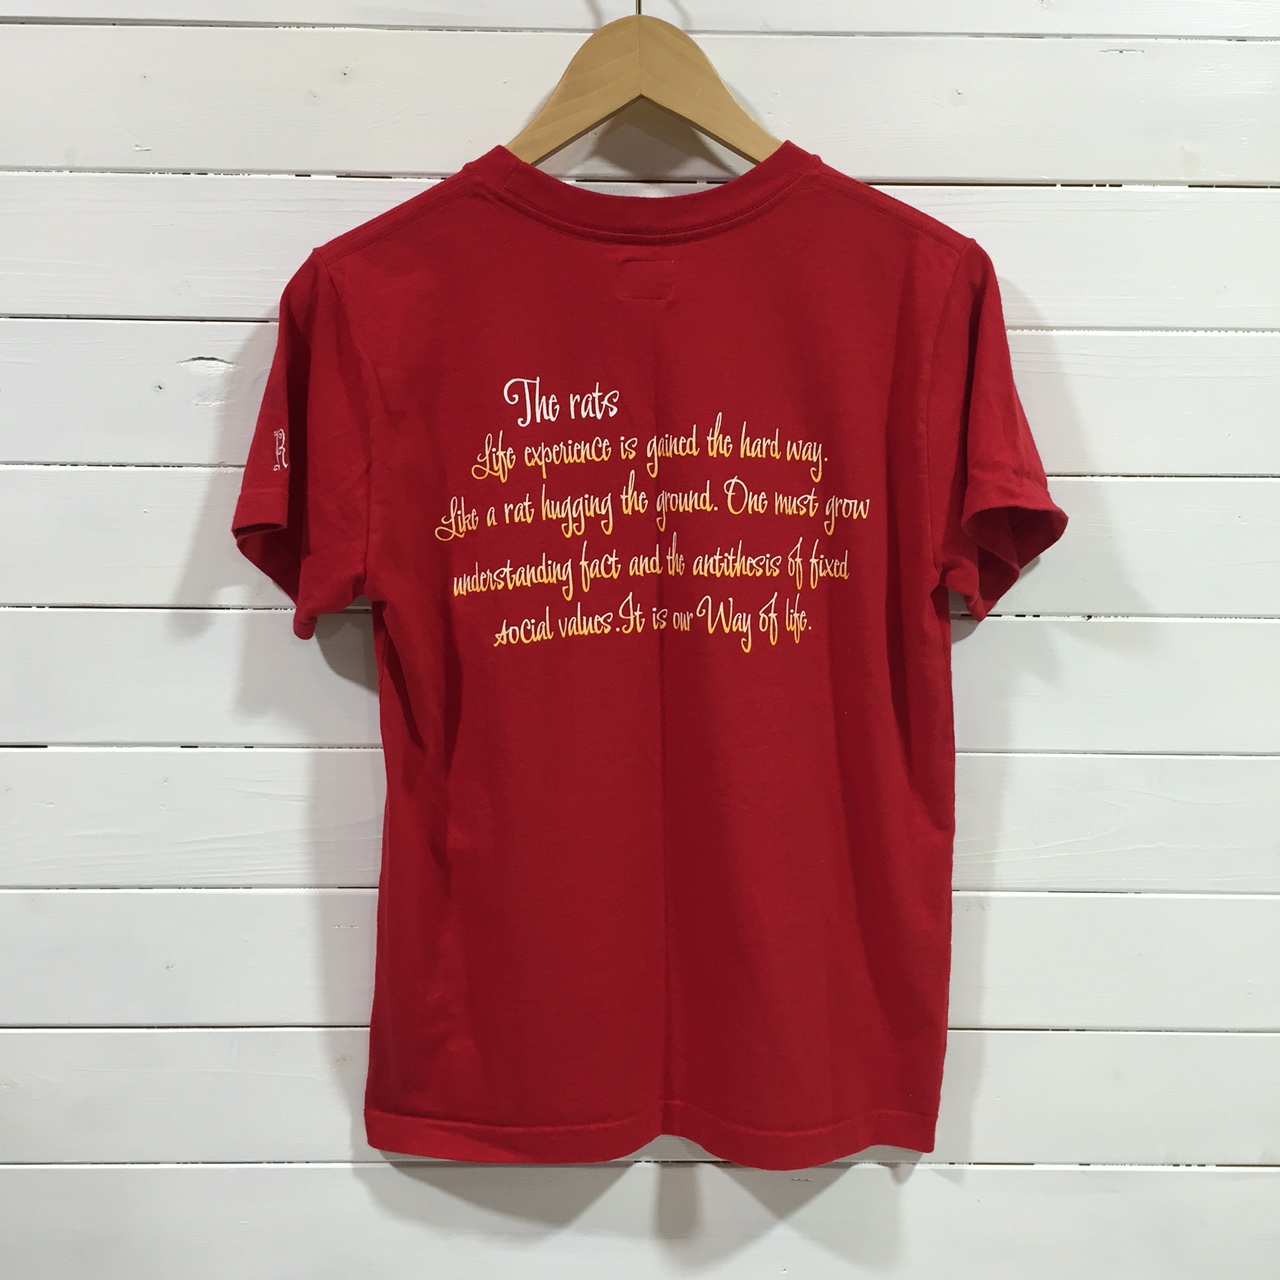 The rats
Life experience is gained the hard way.
Like a rat hugging the ground. One must grow
understanding fact and the antithesis of fixed
social values.It is our Way of life.
R